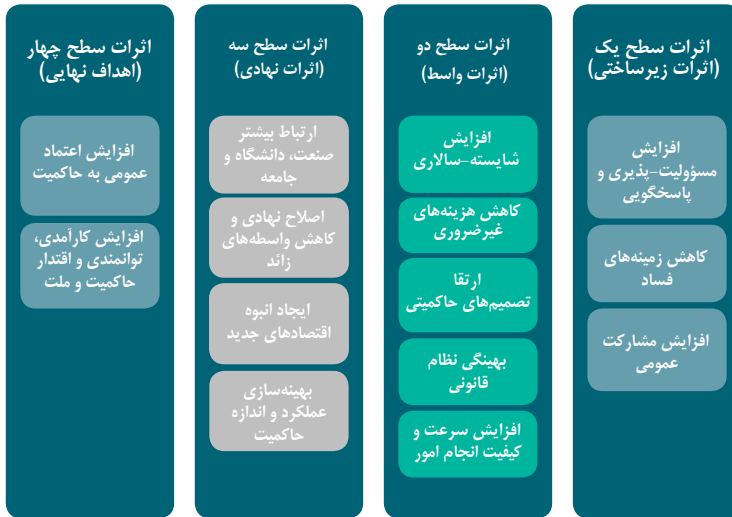 اثرات سطح یک
(اثرات زیرساختی)
افزایش
مسؤولیت-پذیری و
پاسخگویی
کاهش زمینه‌های
فساد
افزایش مشارکت
عمومی
اثرات سطح دو
(اثرات واسط)
افزایش
شایسته-سالاری
کاهش هزینه‌های
غیرضروری
ارتقا
تصمیم‌های حاکمیتی
بهینگی نظام
قانونی
افزایش سرعت و
کیفیت انجام امور
اثرات سطح سه
(اثرات نهادی)
ارتباط بیشتر
صنعت، دانشگاه و
جامعه
اصلاح نهادی و
کاهش واسطه‌های
زائد
ایجاد انبوه
اقتصادهای جدید
بهینه‌سازی
عملکرد و اندازه
حاکمیت
اثرات سطح چهار
(اهداف نهایی)
افزایش اعتماد
عمومی به حاکمیت
افزایش کارآمدی،
توانمندی و اقتدار
حاکمیت و ملت